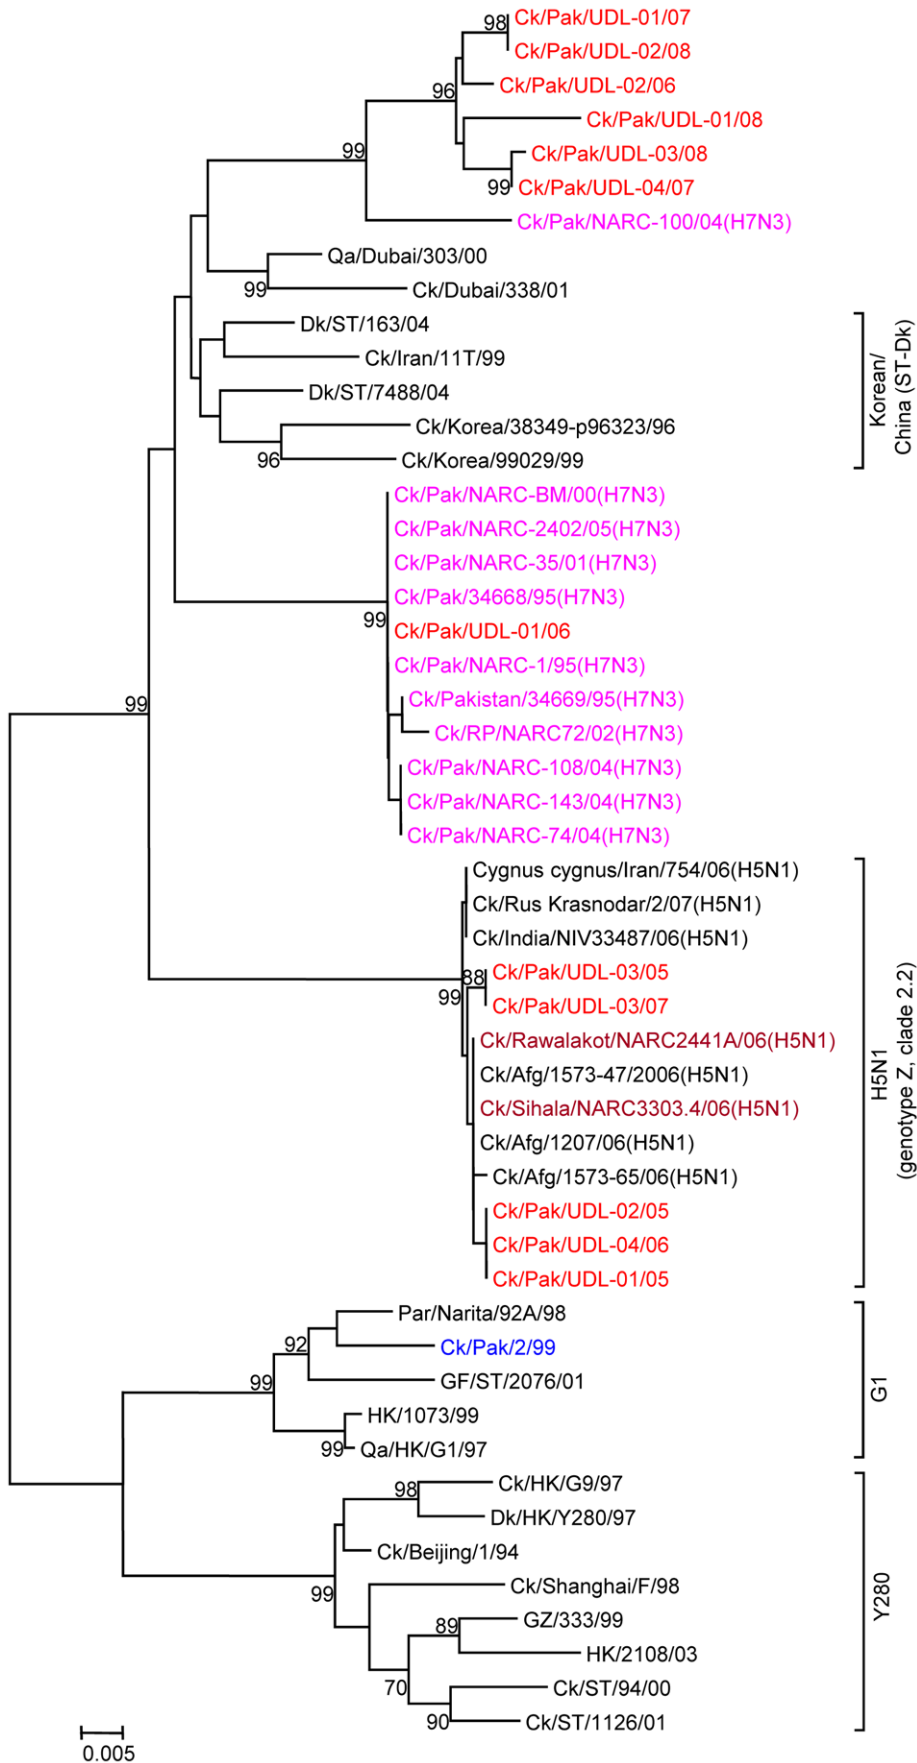 98
Ck/Pak/UDL-01/07
Ck/Pak/UDL-02/08
Ck/Pak/UDL-02/06
96
Ck/Pak/UDL-01/08
99
Ck/Pak/UDL-03/08
99
Ck/Pak/UDL-04/07
Ck/Pak/NARC-100/04(H7N3)
Qa/Dubai/303/00
99
Ck/Dubai/338/01
Dk/ST/163/04
Ck/Iran/11T/99
Dk/ST/7488/04
Ck/Korea/38349-p96323/96
96
Ck/Korea/99029/99
Korean/
China (ST-Dk)
Ck/Pak/NARC-BM/00(H7N3)
Ck/Pak/NARC-2402/05(H7N3)
Ck/Pak/NARC-35/01(H7N3)
Ck/Pak/34668/95(H7N3)
99
Ck/Pak/UDL-01/06
Ck/Pak/NARC-1/95(H7N3)
Ck/Pakistan/34669/95(H7N3)
99
Ck/RP/NARC72/02(H7N3)
Ck/Pak/NARC-108/04(H7N3)
Ck/Pak/NARC-143/04(H7N3)
Ck/Pak/NARC-74/04(H7N3)
Cygnus cygnus/Iran/754/06(H5N1)
Ck/Rus Krasnodar/2/07(H5N1)
Ck/India/NIV33487/06(H5N1)
88
Ck/Pak/UDL-03/05
99
Ck/Pak/UDL-03/07
Ck/Rawalakot/NARC2441A/06(H5N1)
Ck/Afg/1573-47/2006(H5N1)
Ck/Sihala/NARC3303.4/06(H5N1)
Ck/Afg/1207/06(H5N1)
Ck/Afg/1573-65/06(H5N1)
Ck/Pak/UDL-02/05
Ck/Pak/UDL-04/06
Ck/Pak/UDL-01/05
H5N1
(genotype Z, clade 2.2)
Par/Narita/92A/98
92
Ck/Pak/2/99
99
GF/ST/2076/01
HK/1073/99
99
Qa/HK/G1/97
G1
98
Ck/HK/G9/97
Dk/HK/Y280/97
Ck/Beijing/1/94
99
Ck/Shanghai/F/98
89
GZ/333/99
HK/2108/03
70
Ck/ST/94/00
90
Ck/ST/1126/01
Y280
0.005